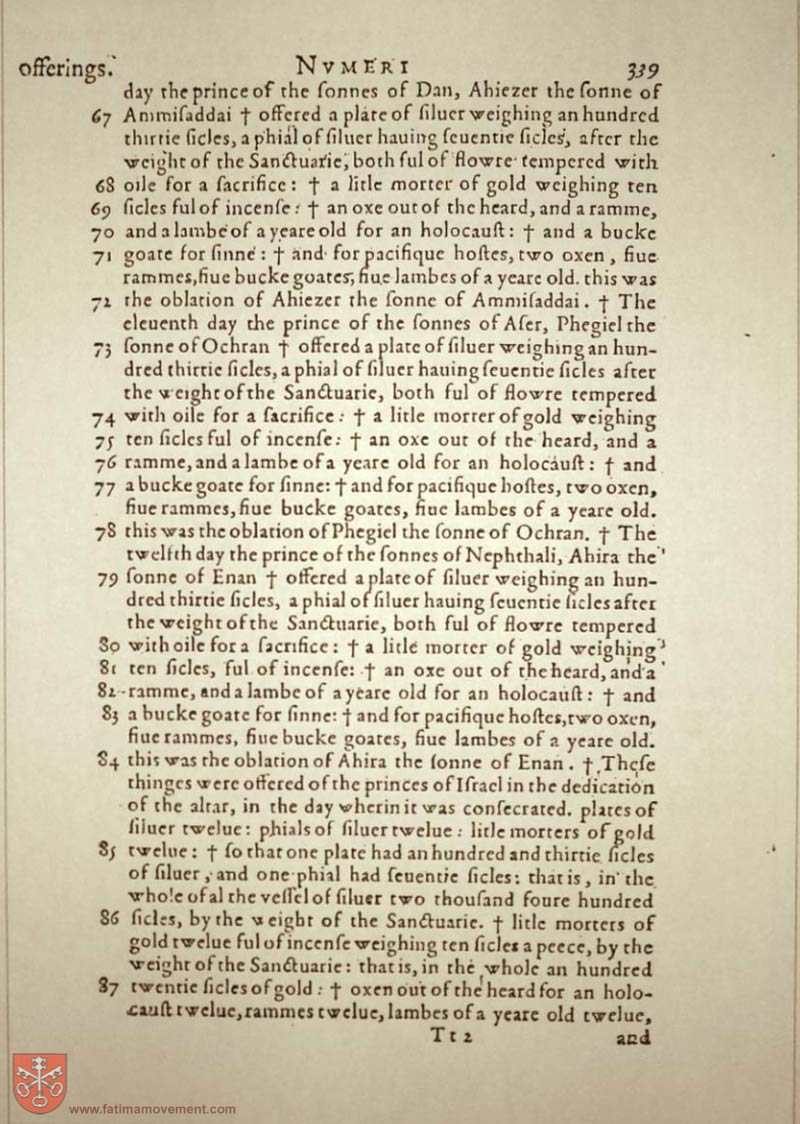 offerings. NVMERI 339
day the prince of the ſonnes of Dan, Ahiezer the ſonne of
67 Ammiſaddai † offered a plate of ſiluer weighing an hundred
thirtie ſicles, a phial of ſiluer hauing ſeuentie ſicles, after the
weight of the Sanctuarie, both ful of flowre tempered with
68 oile for a ſacrifice: † a litle morter of gold weighing ten
69 ſicles ful of incenſe: † an oxe out of the heard, and a ramme,
70 and a lambe of a yeare old for an holocauſt: † and a bucke
71 goate for ſinne: † and for pacifique hoſtes, two oxen, fiue
rammes, fiue bucke goates, fiue lambes of a yeare old. this was
72 the oblation of Ahiezer the ſonne of Ammiſaddai. † The
eleuenth day the prince of the ſonnes of Aſer, Phegiel the
73 ſonne of Ochran † offered a plate of ſiluer weighing an hun-
dred thirtie ſicles, a phial of ſiluer hauing ſeuentie ſicles after
the weight of the Sanctuarie, both ful of flowre tempered
74 with oile for a ſacrifice: † a litle morter of gold weighing
75 ten ſicles ful of incenſe: † an oxe out of the heard, and a
76 ramme, and a lambe of a yeare old for an holocauſt: † and
77 a bucke goate for ſinne: † and for pacifique hoſtes, two oxen,
fiue rammes, fiue bucke goates, fiue lambes of a yeare old.
78 this was the oblation of Phegiel the ſonne of Ochran. † The
twelfth day the prince of the ſonnes of Nephthali, Ahira the
79 ſonne of Enan † offered a plate of ſiluer weighing an hun-
dred thirtie ſicles, a phial of ſiluer hauing ſeuentie ſicles after
the weight of the Sanctuarie, both ful of flowre tempered
80 with oile for a ſacrifice: † a litle morter of gold weighing
81 ten ſicles, ful of incenſe: † an oxe out of the heard, and a
82 ramme, and a lambe of a yeare old for an holocauſt: † and
83 a bucke goate for ſinne: † and for pacifique hoſtes, two oxen,
fiue rammes, fiue bucke goates, fiue lambes of a yeare old.
84 this was the oblation of Ahira the ſonne of Enan. † Theſe
thinges were offered of the princes of Iſrael in the dedication
of the altar, in the day wherin it was conſecrated. plates of
ſiluer twelue: phials of ſiluer twelue: litle morters of gold
85 twelue: † ſo that one plate had an hundred and thirtie ſicles
of ſiluer, and one phial had ſeuentie ſicles: that is, in the
whole of al the veſſel of ſiluer two thouſand foure hundred
86 ſicles, by the weight of the Sanctuarie. † litle morters of
gold twelue ful of incenſe weighing ten ſicles a peece, by the
weight of the Sanctuarie: that is, in the whole an hundred
87 twentie ſicles of gold: † oxen out of the heard for an holo-
cauſt twelue, rammes twelue, lambes of a yeare old twelue,
Tt 2 and
www.fatimamovement.com